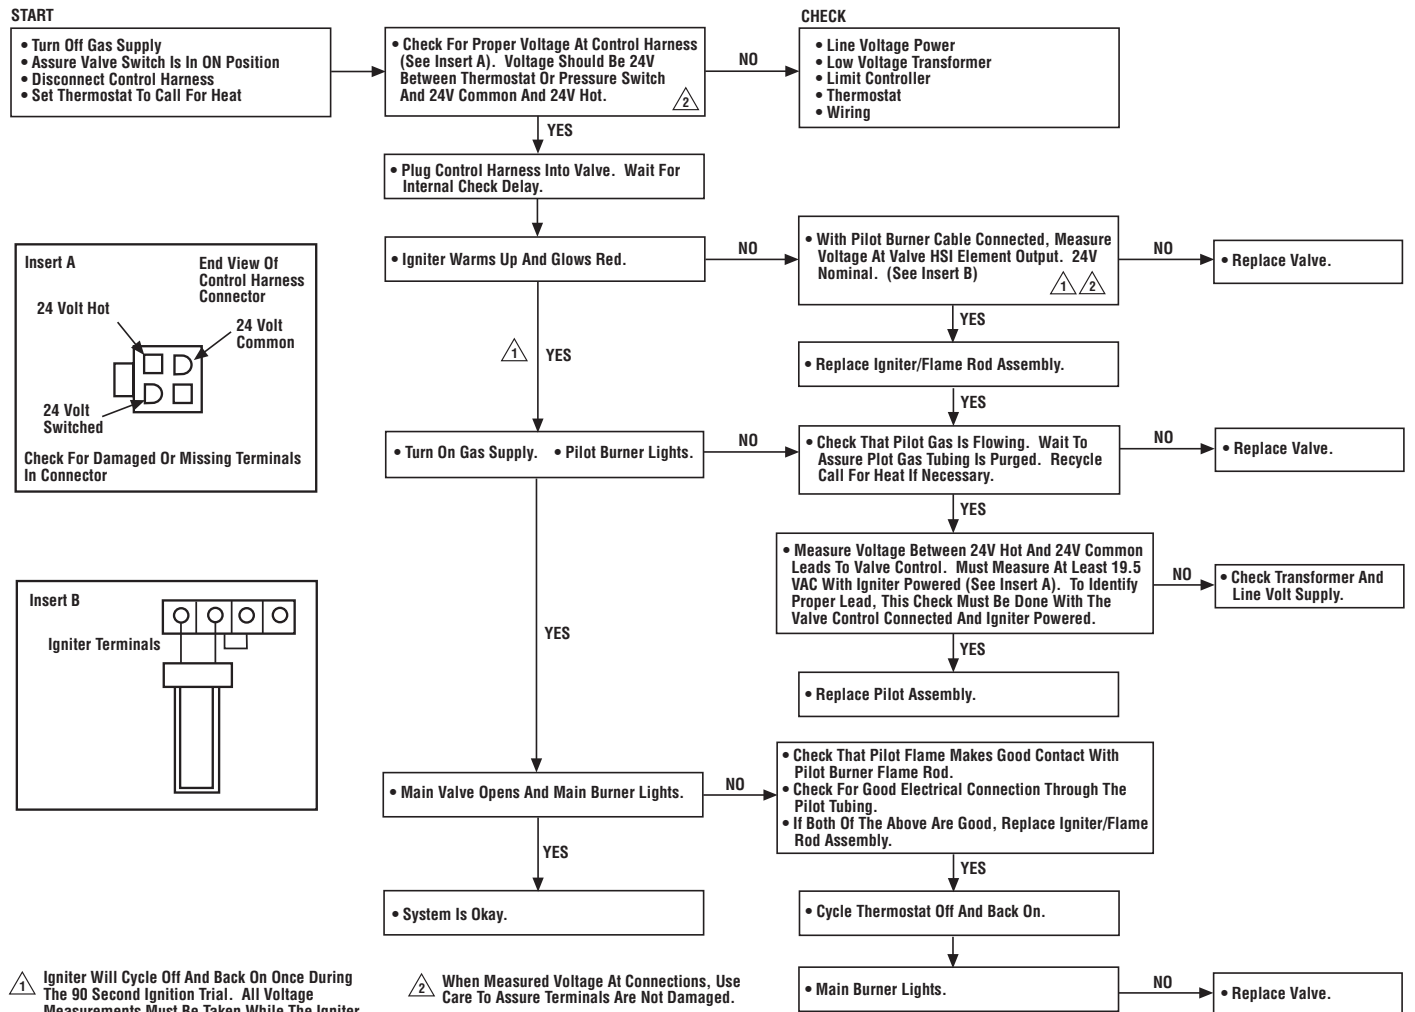 START
• Turn Off Gas Supply
• Assure Valve Switch Is In ON Position
• Disconnect Control Harness
• Set Thermostat To Call For Heat
• Check For Proper Voltage At Control Harness
(See Insert A). Voltage Should Be 24V
Between Thermostat Or Pressure Switch
And 24V Common And 24V Hot.
2
NO
CHECK
• Line Voltage Power
• Low Voltage Transformer
• Limit Controller
• Thermostat
• Wiring
YES
• Plug Control Harness Into Valve. Wait For
Internal Check Delay.
• Igniter Warms Up And Glows Red.
NO
• With Pilot Burner Cable Connected, Measure
Voltage At Valve HSI Element Output. 24V
Nominal. (See Insert B)
1 2
NO
• Replace Valve.
YES
• Replace Igniter/Flame Rod Assembly.
YES
1
YES
• Turn On Gas Supply. • Pilot Burner Lights.
NO
• Check That Pilot Gas Is Flowing. Wait To
Assure Plot Gas Tubing Is Purged. Recycle
Call For Heat If Necessary.
NO
• Replace Valve.
YES
• Measure Voltage Between 24V Hot And 24V Common
Leads To Valve Control. Must Measure At Least 19.5
VAC With Igniter Powered (See Insert A). To Identify
Proper Lead, This Check Must Be Done With The
Valve Control Connected And Igniter Powered.
NO
• Check Transformer And
Line Volt Supply.
YES
• Replace Pilot Assembly.
YES
• Main Valve Opens And Main Burner Lights.
NO
• Check That Pilot Flame Makes Good Contact With
Pilot Burner Flame Rod.
• Check For Good Electrical Connection Through The
Pilot Tubing.
• If Both Of The Above Are Good, Replace Igniter/Flame
Rod Assembly.
YES
• Cycle Thermostat Off And Back On.
• Main Burner Lights.
NO
• Replace Valve.
YES
• System Is Okay.
Insert A
End View Of
Control Harness
Connector
24 Volt Hot
24 Volt
Common
24 Volt
Switched
Check For Damaged Or Missing Terminals
In Connector
Insert B
Igniter Terminals
1 Igniter Will Cycle Off And Back On Once During
The 90 Second Ignition Trial. All Voltage
Measurements Must Be Taken While The Igniter
2 When Measured Voltage At Connections, Use
Care To Assure Terminals Are Not Damaged.